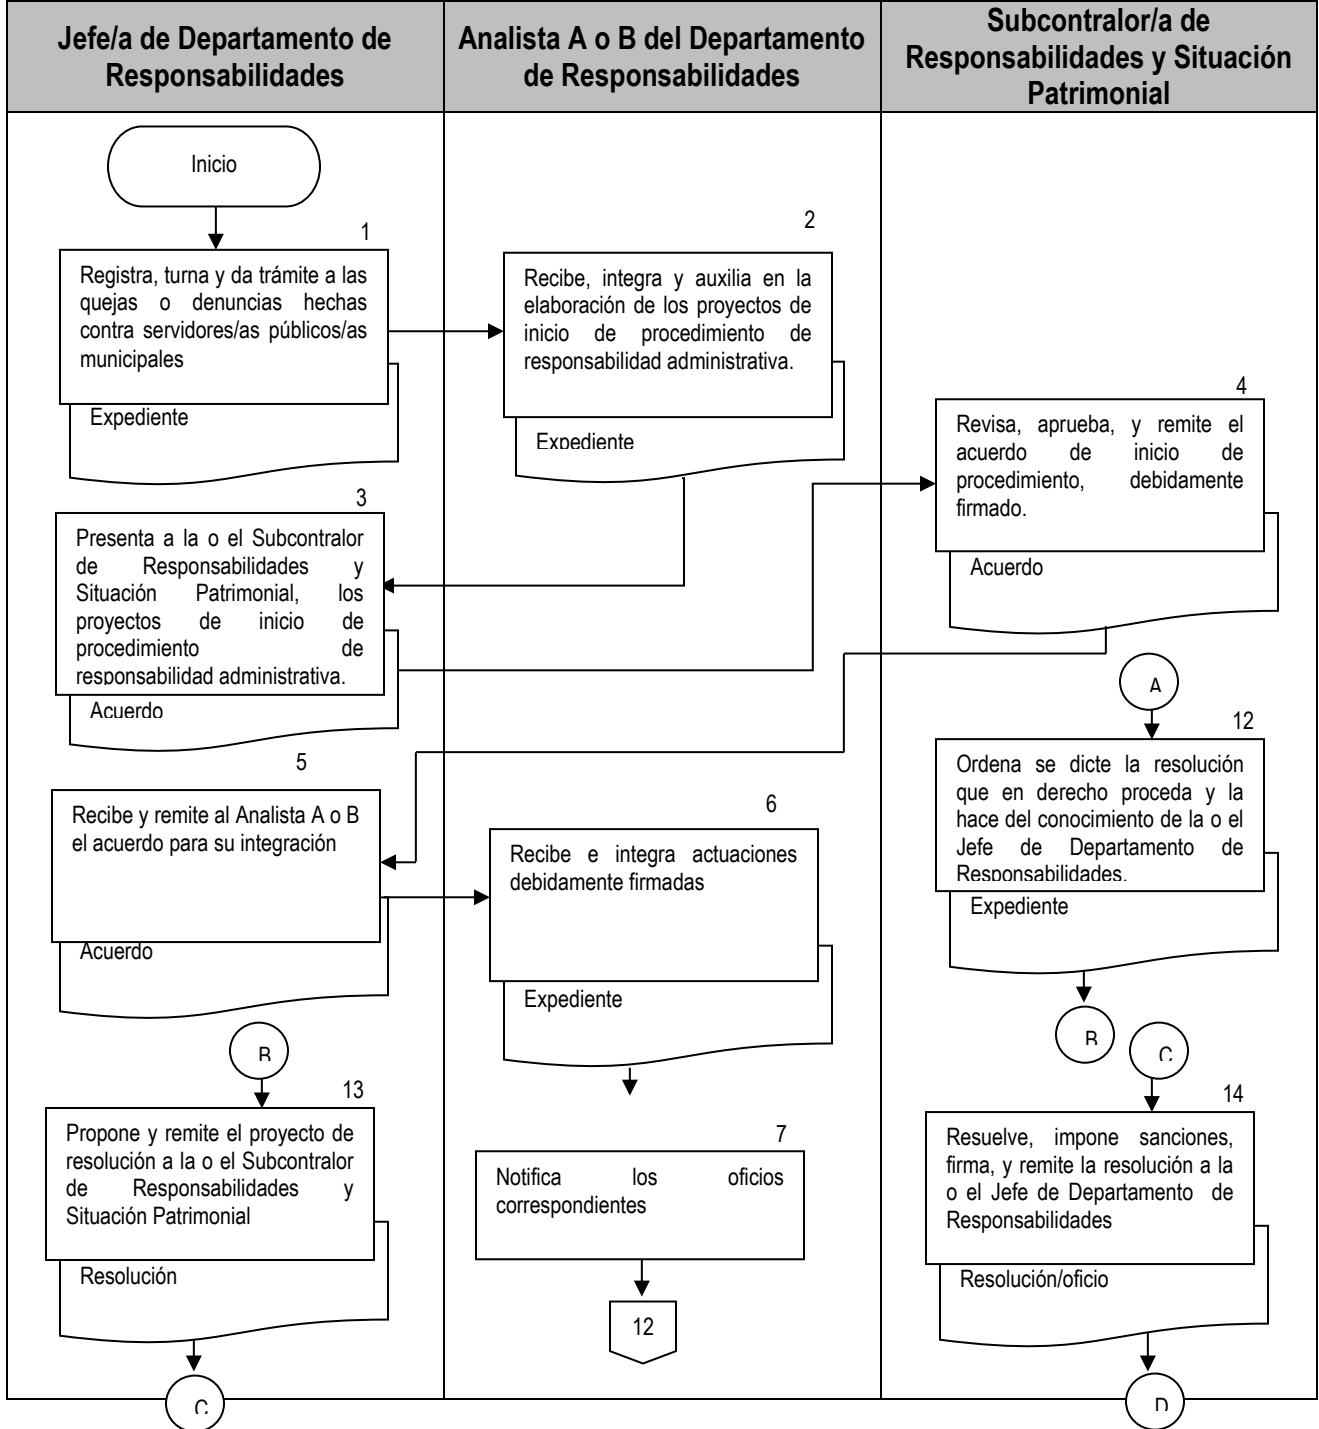 Jefe/a de Departamento de
Responsabilidades
Analista A o B del Departamento
de Responsabilidades
Subcontralor/a de
Responsabilidades y Situación
Patrimonial
Inicio
1
Registra, turna y da trámite a las
quejas o denuncias hechas
contra servidores/as públicos/as
municipales
Expediente
2
Recibe, integra y auxilia en la
elaboración de los proyectos de
inicio de procedimiento de
responsabilidad administrativa.
Expediente
3
Presenta a la o el Subcontralor
de Responsabilidades y
Situación Patrimonial, los
proyectos de inicio de
procedimiento de
responsabilidad administrativa.
Acuerdo
4
Revisa, aprueba, y remite el
acuerdo de inicio de
procedimiento, debidamente
firmado.
Acuerdo
5
Recibe y remite al Analista A o B
el acuerdo para su integración
Acuerdo
6
Recibe e integra actuaciones
debidamente firmadas
Expediente
7
Notifica los oficios
correspondientes
12
A
12
Ordena se dicte la resolución
que en derecho proceda y la
hace del conocimiento de la o el
Jefe de Departamento de
Responsabilidades.
Expediente
B
B
13
Propone y remite el proyecto de
resolución a la o el Subcontralor
de Responsabilidades y
Situación Patrimonial
Resolución
C
C
14
Resuelve, impone sanciones,
firma, y remite la resolución a la
o el Jefe de Departamento de
Responsabilidades
Resolución/oficio
D